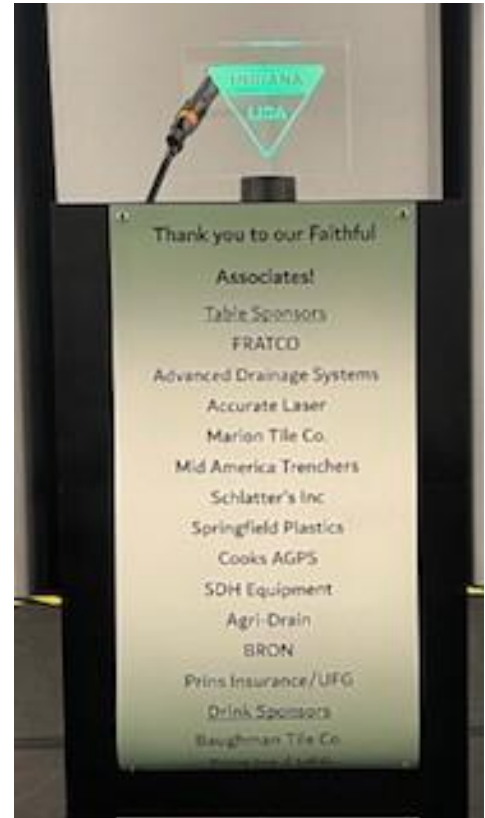 INDIANA
LICA
Thank you to our Faithful
Associates!
Table Sponsors
FRATCO
Advanced Drainage Systems
Accurate Laser
Marion Tile Co.
Mid America Trenchers
Schlatter's Inc
Springfield Plastics
Cooks AGPS
SDH Equipment
Agri-Drain
BRON
Prins Insurance/UFG
Drink Sponsors
Baughman Tile Co